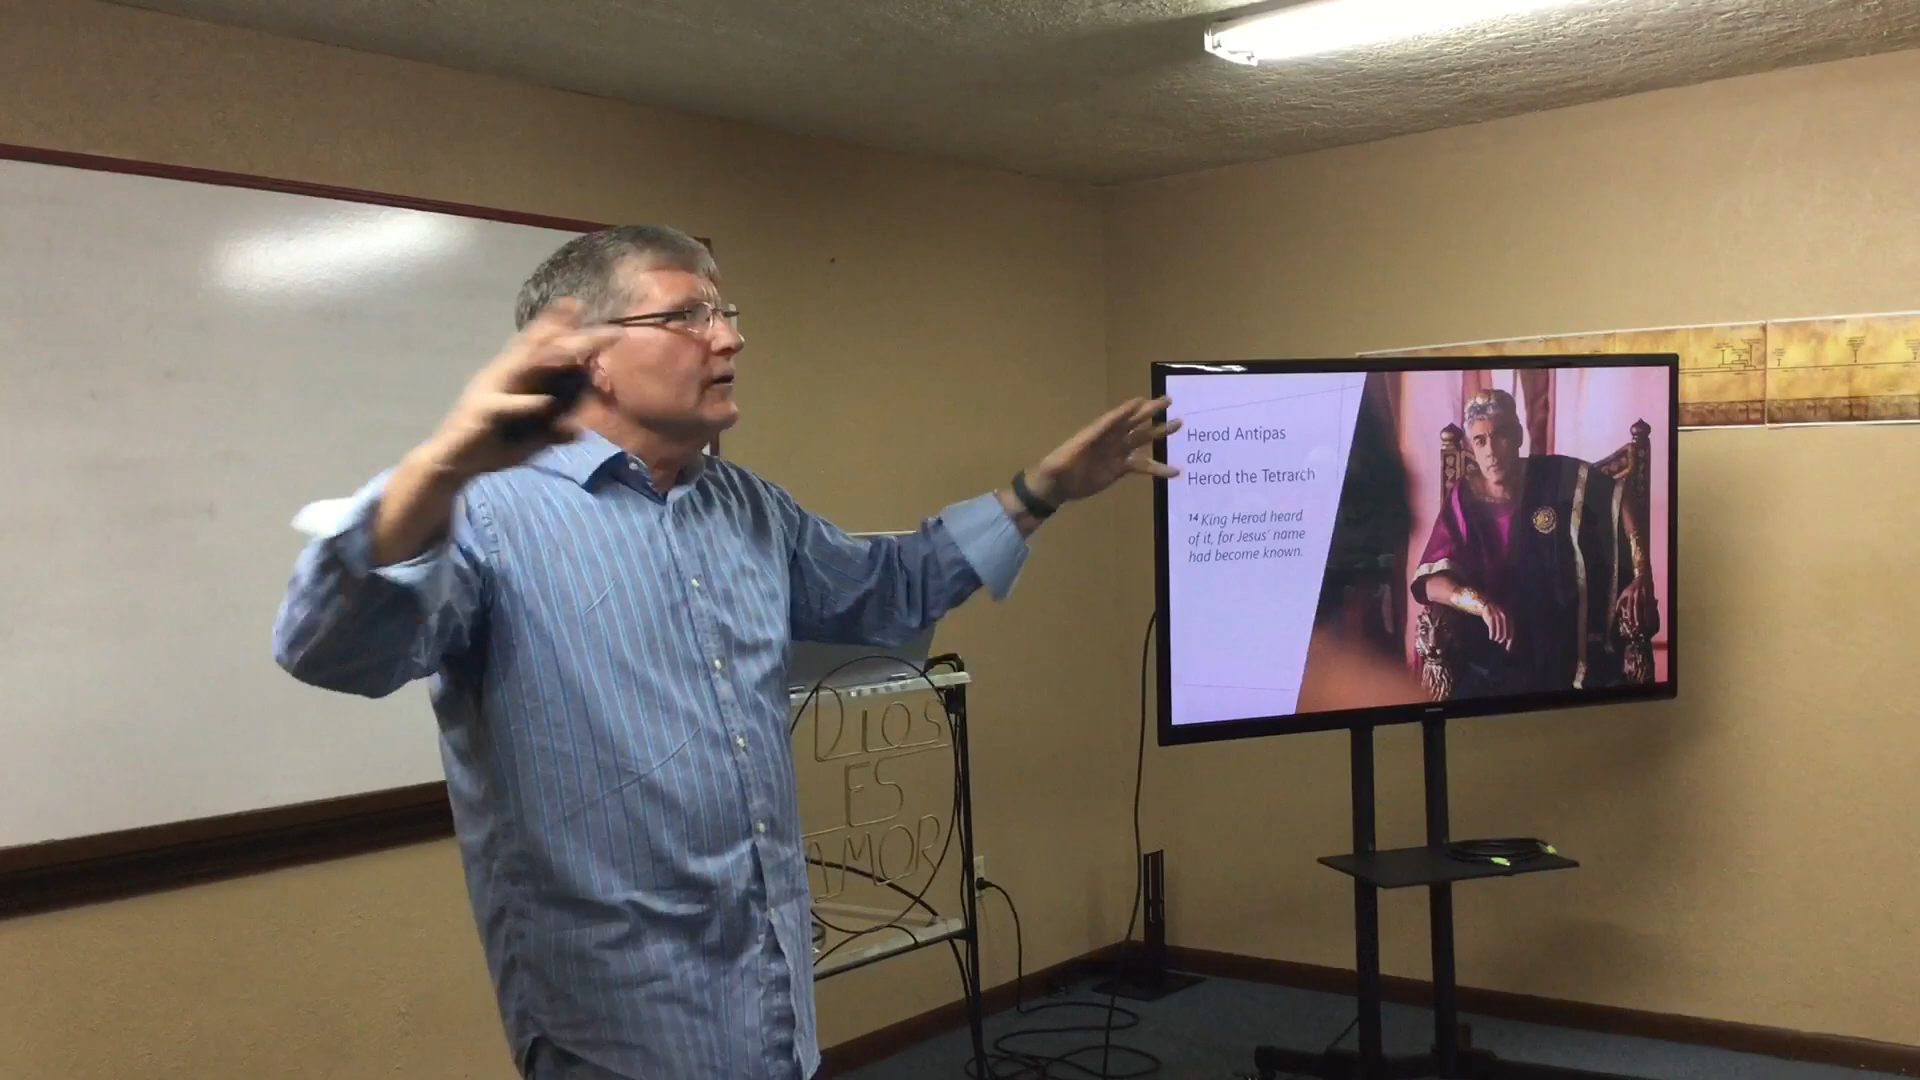 Herod Antipas
aka
Herod the Tetrarch
14 King Herod heard
of it, for Jesus' name
had become known.
DIOS
ES
AMOR